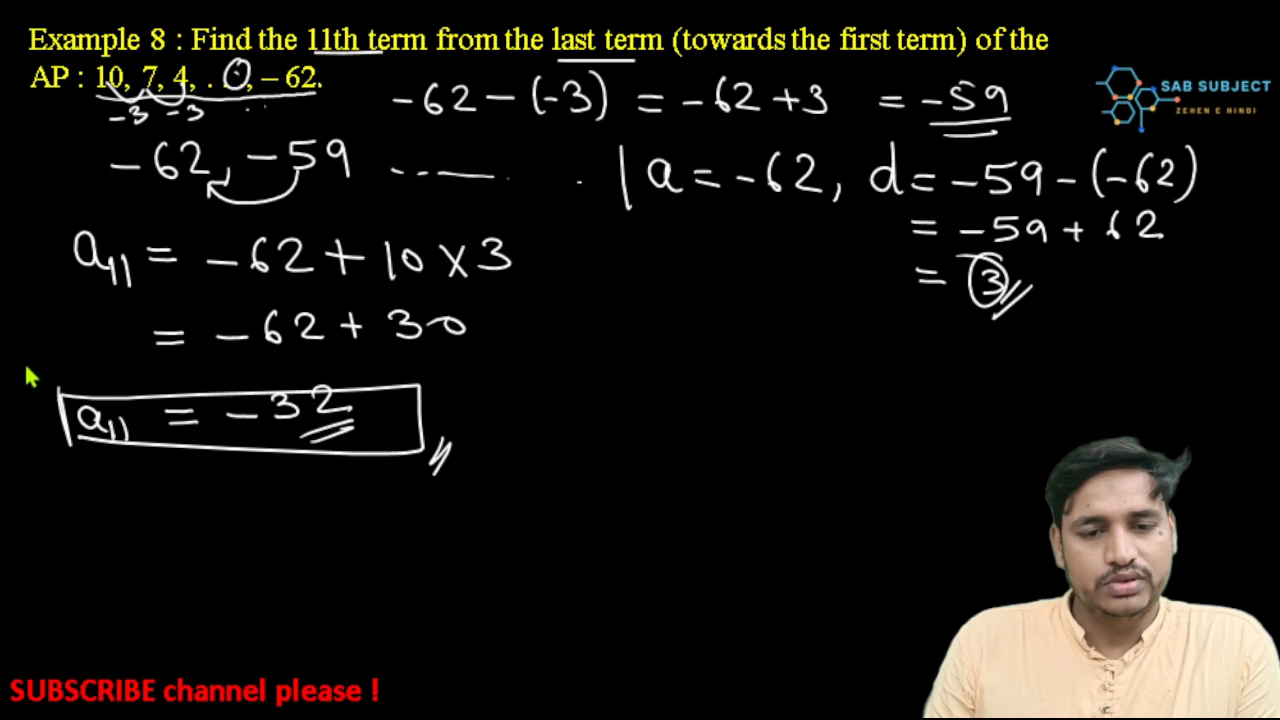 Example 8 : Find the 11th term from the last term (towards the first term) of the
AP : 10, 7, 4, . . ., – 62.
-3 -3
-62 - (-3) = -62 + 3 = -59
SAB SUBJECT
ZEHEN E HINDI
-62, -59 ........ . | a = -62, d = -59 - (-62)
= -59 + 62
= 3
a11 = -62 + 10 × 3
= -62 + 30
a11 = -32
SUBSCRIBE channel please !